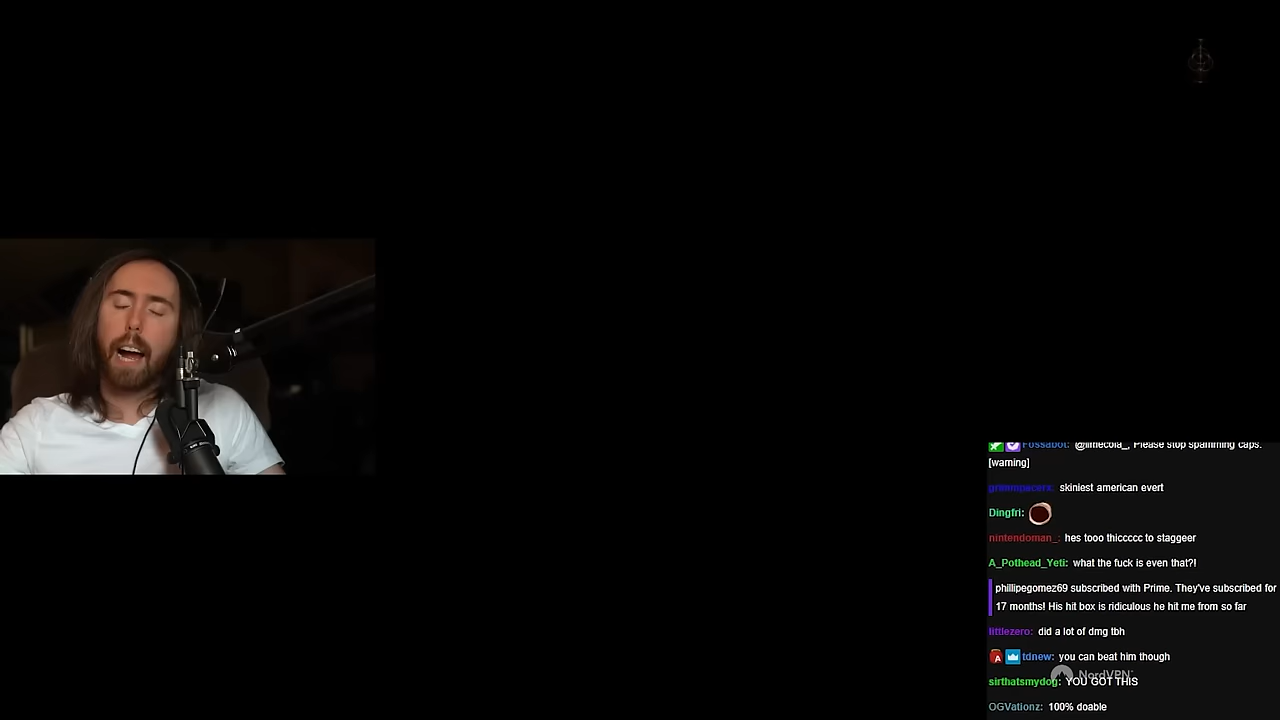 Fossabot: @limecola_, Please stop spamming caps.
[warning]
skiniest american evert
Dingfri:
nintendoman_: hes tooo thiccccc to staggeer
A_Pothead_Yeti: what the fuck is even that?!
phillipegomez69 subscribed with Prime. They've subscribed for
17 months! His hit box is ridiculous he hit me from so far
littlezero: did a lot of dmg tbh
tdnew: you can beat him though
sirthatsmydog: YOU GOT THIS
NordVPN
OGVationz: 100% doable